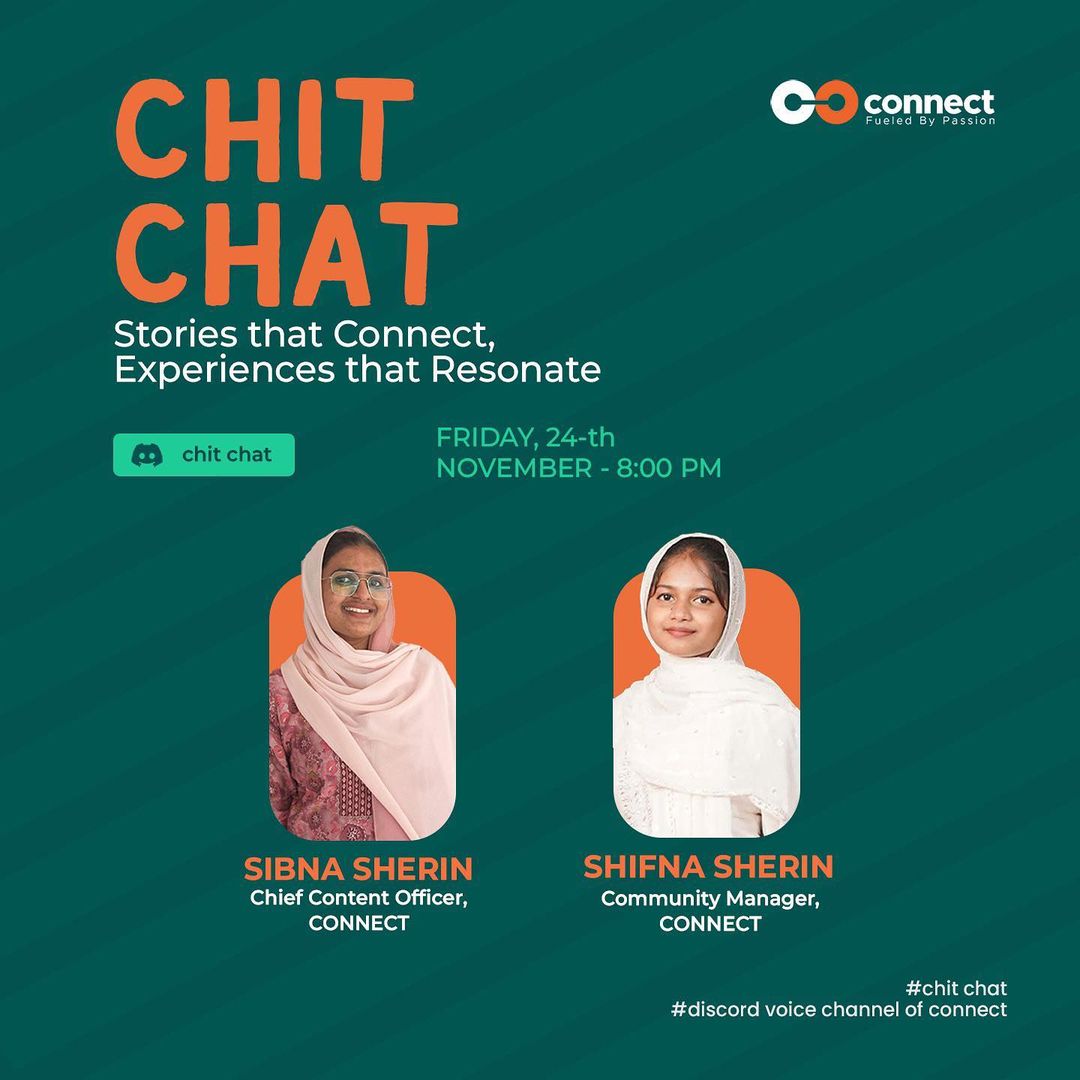 CHIT
CHAT
connect
Fueled By Passion
Stories that Connect,
Experiences that Resonate
chit chat
FRIDAY, 24-th
NOVEMBER - 8:00 PM
SIBNA SHERIN
Chief Content Officer,
CONNECT
SHIFNA SHERIN
Community Manager,
CONNECT
#chit chat
#discord voice channel of connect